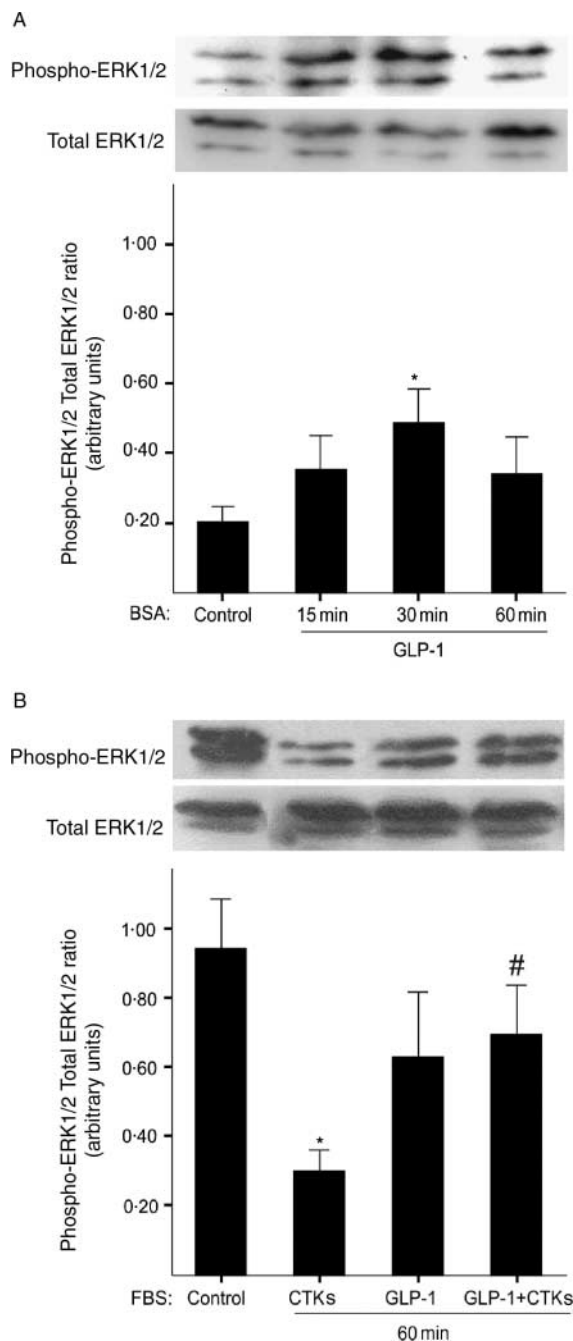 A
Phospho-ERK1/2
Total ERK1/2
Phospho-ERK1/2 Total ERK1/2 ratio
(arbitrary units)
1·00
0·80
0·60
0·40
0·20
*
BSA: Control 15 min 30 min 60 min
GLP-1
B
Phospho-ERK1/2
Total ERK1/2
Phospho-ERK1/2 Total ERK1/2 ratio
(arbitrary units)
1·00
0·80
0·60
0·40
0·20
*
#
FBS: Control CTKs GLP-1 GLP-1+CTKs
60 min